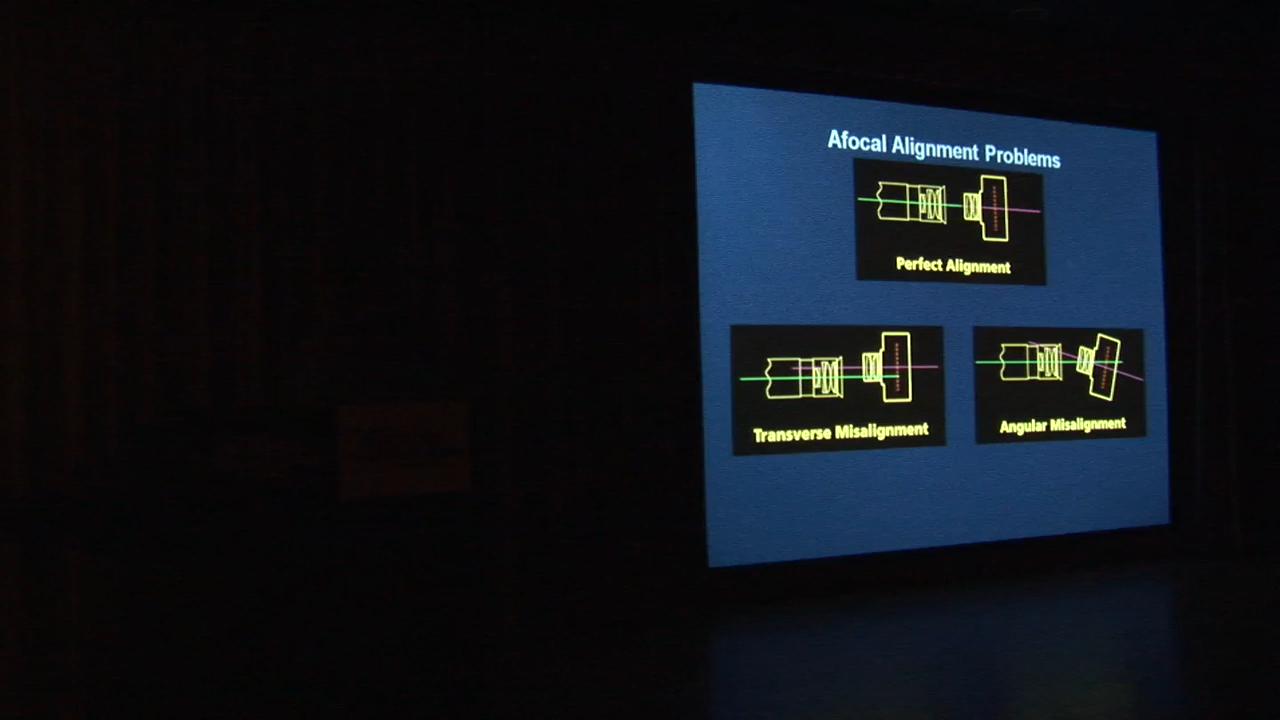 Afocal Alignment Problems
Perfect Alignment
Transverse Misalignment
Angular Misalignment